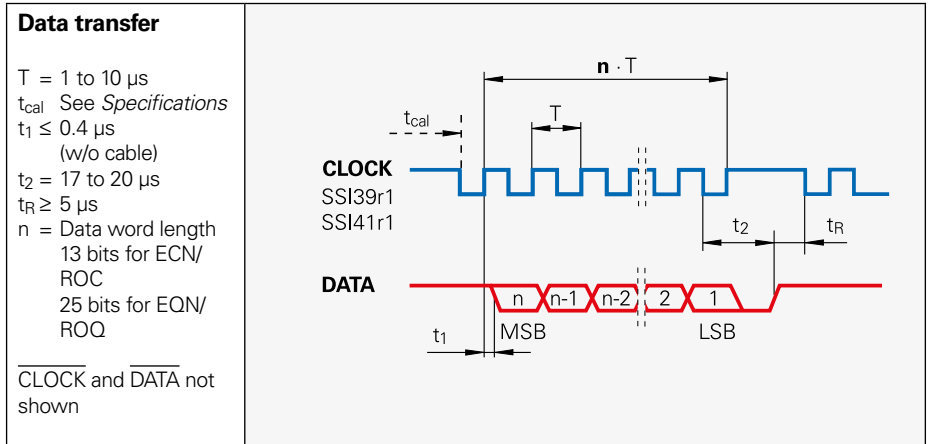 Data transfer
T = 1 to 10 µs
tcal See Specifications
t1 ≤ 0.4 µs
(w/o cable)
t2 = 17 to 20 µs
tR ≥ 5 µs
n = Data word length
13 bits for ECN/
ROC
25 bits for EQN/
ROQ
CLOCK and DATA not
shown
n · T
tcal T
CLOCK
SSI39r1
SSI41r1
t2 tR
DATA
n n-1 n-2 2 1
t1 MSB LSB